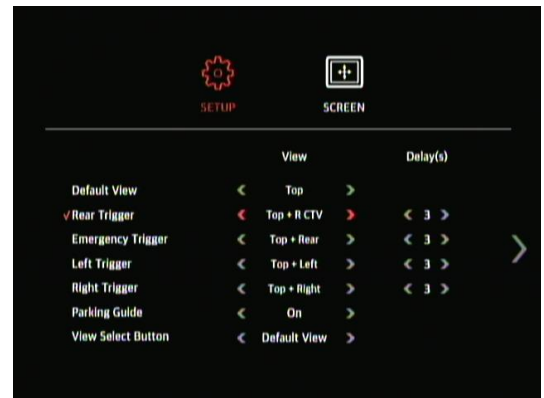 SETUP SCREEN
View Delay(s)
Default View < Top >
√ Rear Trigger < Top + R CTV > < 3 >
Emergency Trigger < Top + Rear > < 3 >
Left Trigger < Top + Left > < 3 >
Right Trigger < Top + Right > < 3 >
Parking Guide < On >
View Select Button < Default View >